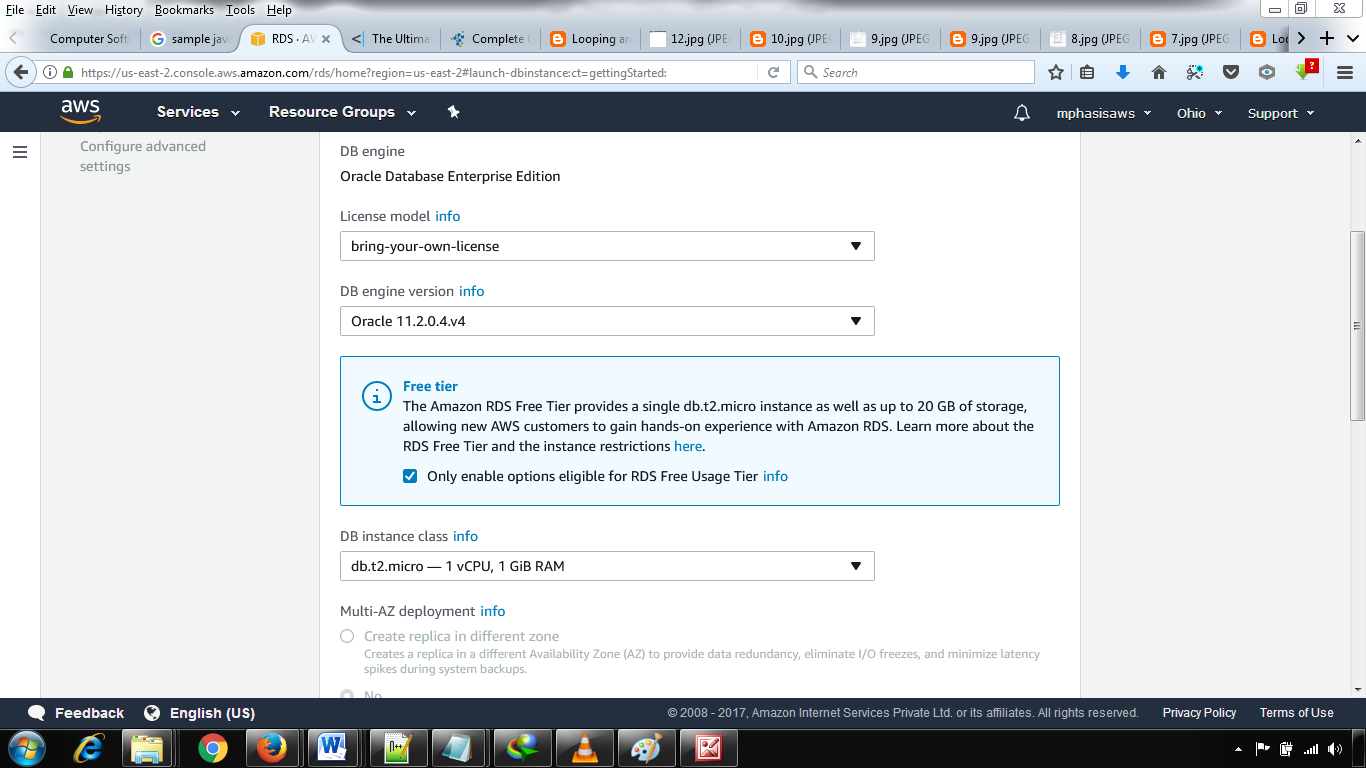 File Edit View History Bookmarks Tools Help
Computer Soft
sample jav
RDS · AW
The Ultima
Complete
Looping an
12.jpg (JPEG
10.jpg (JPEG
9.jpg (JPEG
9.jpg (JPEG
8.jpg (JPEG
7.jpg (JPEG
https://us-east-2.console.aws.amazon.com/rds/home?region=us-east-2#launch-dbinstance:ct=gettingStarted:
Search
aws Services Resource Groups mphasisaws Ohio Support
Configure advanced
settings
DB engine
Oracle Database Enterprise Edition
License model info
bring-your-own-license
DB engine version info
Oracle 11.2.0.4.v4
Free tier
The Amazon RDS Free Tier provides a single db.t2.micro instance as well as up to 20 GB of storage,
allowing new AWS customers to gain hands-on experience with Amazon RDS. Learn more about the
RDS Free Tier and the instance restrictions here.
Only enable options eligible for RDS Free Usage Tier info
DB instance class info
db.t2.micro — 1 vCPU, 1 GiB RAM
Multi-AZ deployment info
Create replica in different zone
Creates a replica in a different Availability Zone (AZ) to provide data redundancy, eliminate I/O freezes, and minimize latency
spikes during system backups.
No
Feedback English (US) © 2008 - 2017, Amazon Internet Services Private Ltd. or its affiliates. All rights reserved. Privacy Policy Terms of Use